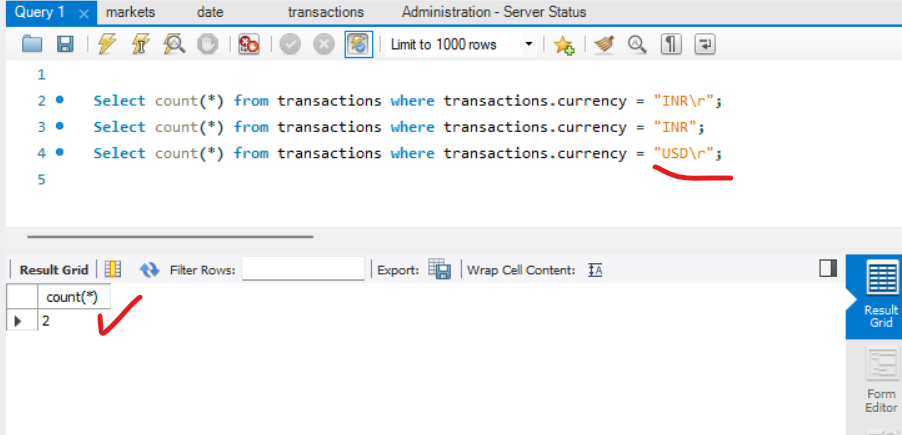 Query 1 markets date transactions Administration - Server Status
Limit to 1000 rows
1
2 Select count(*) from transactions where transactions.currency = "INR\r";
3 Select count(*) from transactions where transactions.currency = "INR";
4 Select count(*) from transactions where transactions.currency = "USD\r";
5
Result Grid Filter Rows: Export: Wrap Cell Content: IA
count(*)
2
Result
Grid
Form
Editor